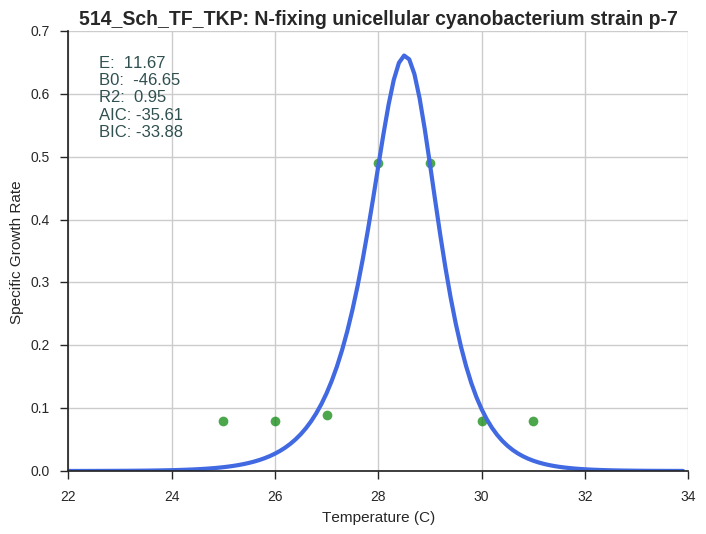 514_Sch_TF_TKP: N-fixing unicellular cyanobacterium strain p-7
E: 11.67
B0: -46.65
R2: 0.95
AIC: -35.61
BIC: -33.88
Specific Growth Rate
0.7
0.6
0.5
0.4
0.3
0.2
0.1
0.0
22 24 26 28 30 32 34
Temperature (C)